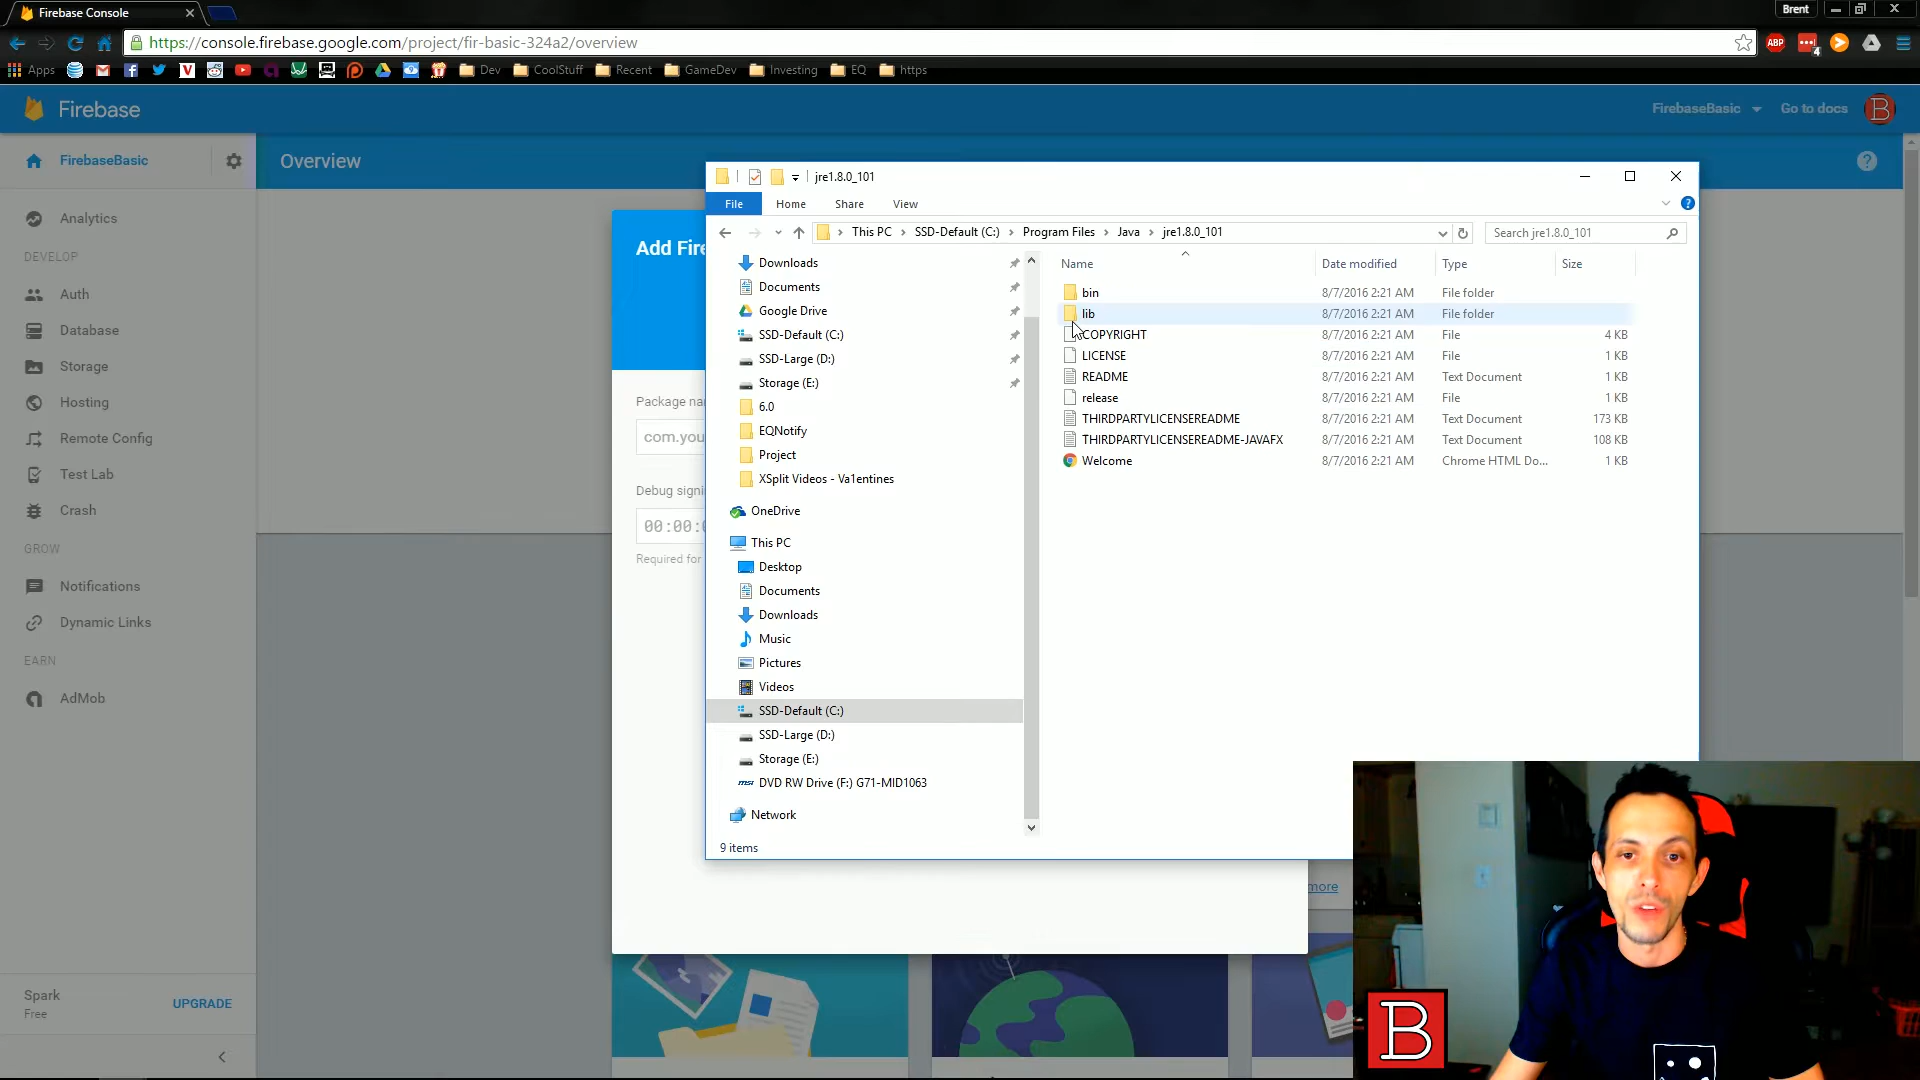 Firebase Console
Brent
https://console.firebase.google.com/project/fir-basic-324a2/overview
ABP
4
Apps
Dev
CoolStuff
Recent
GameDev
Investing
EQ
https
Firebase
FirebaseBasic
Go to docs
B
FirebaseBasic
Overview
Analytics
DEVELOP
Auth
Database
Storage
Hosting
Remote Config
Test Lab
Crash
GROW
Notifications
Dynamic Links
EARN
AdMob
Spark
Free
UPGRADE
Add Fire
Package na
com.you
Debug signi
00:00:0
Required for
more
jre1.8.0_101
File
Home
Share
View
This PC
SSD-Default (C:)
Program Files
Java
jre1.8.0_101
Search jre1.8.0_101
Downloads
Documents
Google Drive
SSD-Default (C:)
SSD-Large (D:)
Storage (E:)
6.0
EQNotify
Project
XSplit Videos - Va1entines
OneDrive
This PC
Desktop
Documents
Downloads
Music
Pictures
Videos
SSD-Default (C:)
SSD-Large (D:)
Storage (E:)
msi DVD RW Drive (F:) G71-MID1063
Network
9 items
Name Date modified Type Size
bin 8/7/2016 2:21 AM File folder
lib 8/7/2016 2:21 AM File folder
COPYRIGHT 8/7/2016 2:21 AM File 4 KB
LICENSE 8/7/2016 2:21 AM File 1 KB
README 8/7/2016 2:21 AM Text Document 1 KB
release 8/7/2016 2:21 AM File 1 KB
THIRDPARTYLICENSEREADME 8/7/2016 2:21 AM Text Document 173 KB
THIRDPARTYLICENSEREADME-JAVAFX 8/7/2016 2:21 AM Text Document 108 KB
Welcome 8/7/2016 2:21 AM Chrome HTML Do... 1 KB
B